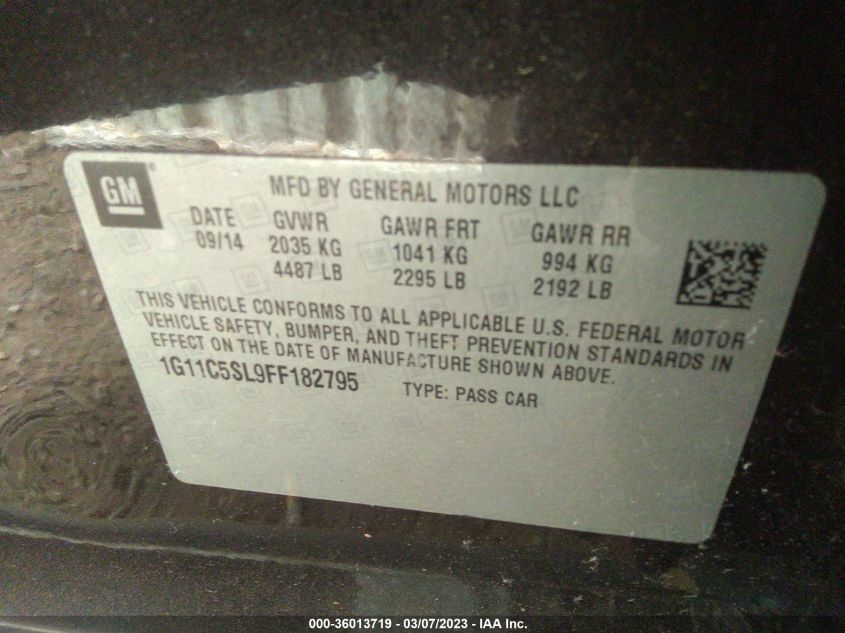 GM
MFD BY GENERAL MOTORS LLC
DATE GVWR GAWR FRT GAWR RR
09/14 2035 KG 1041 KG 994 KG
4487 LB 2295 LB 2192 LB
THIS VEHICLE CONFORMS TO ALL APPLICABLE U.S. FEDERAL MOTOR
VEHICLE SAFETY, BUMPER, AND THEFT PREVENTION STANDARDS IN
EFFECT ON THE DATE OF MANUFACTURE SHOWN ABOVE.
1G11C5SL9FF182795 TYPE: PASS CAR
000-36013719 - 03/07/2023 - IAA Inc.